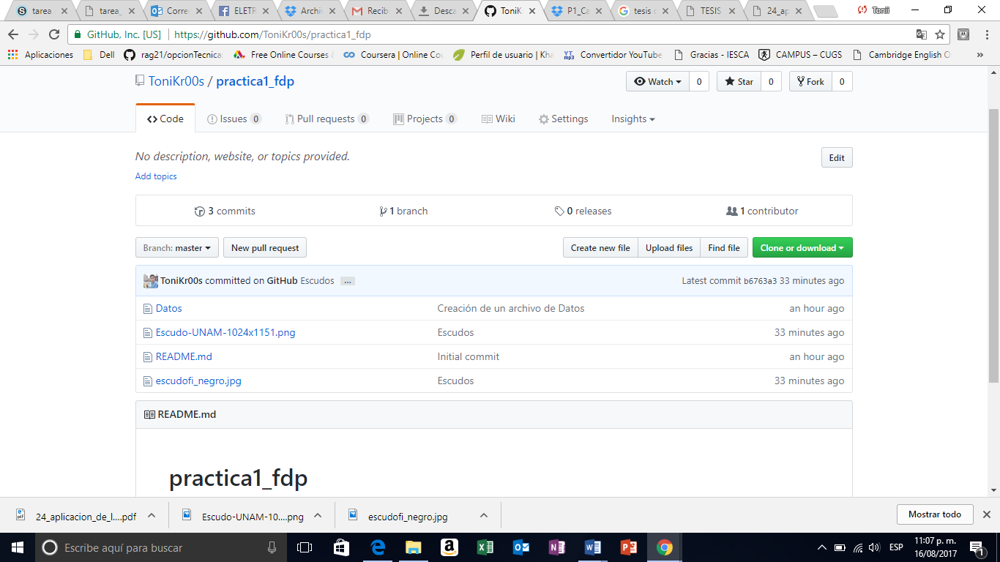 tarea
tarea_
Corre
ELETR
Archiv
Recib
Desca
ToniK
P1_Ca
tesis
TESIS
24_ap
Tonii
GitHub, Inc. [US] https://github.com/ToniKr00s/practica1_fdp
Aplicaciones Dell rag21/opcionTecnica Free Online Courses Coursera | Online Co Perfil de usuario | Kha Convertidor YouTube Gracias - IESCA CAMPUS – CUGS Cambridge English O »
ToniKr00s / practica1_fdp
Watch 0 Star 0 Fork 0
Code Issues 0 Pull requests 0 Projects 0 Wiki Settings Insights
No description, website, or topics provided. Edit
Add topics
3 commits 1 branch 0 releases 1 contributor
Branch: master New pull request Create new file Upload files Find file Clone or download
ToniKr00s committed on GitHub Escudos ... Latest commit b6763a3 33 minutes ago
Datos Creación de un archivo de Datos an hour ago
Escudo-UNAM-1024x1151.png Escudos 33 minutes ago
README.md Initial commit an hour ago
escudofi_negro.jpg Escudos 33 minutes ago
README.md
practica1_fdp
24_aplicacion_de_l....pdf Escudo-UNAM-10....png escudofi_negro.jpg Mostrar todo
Escribe aquí para buscar ESP 11:07 p. m.
16/08/2017 1